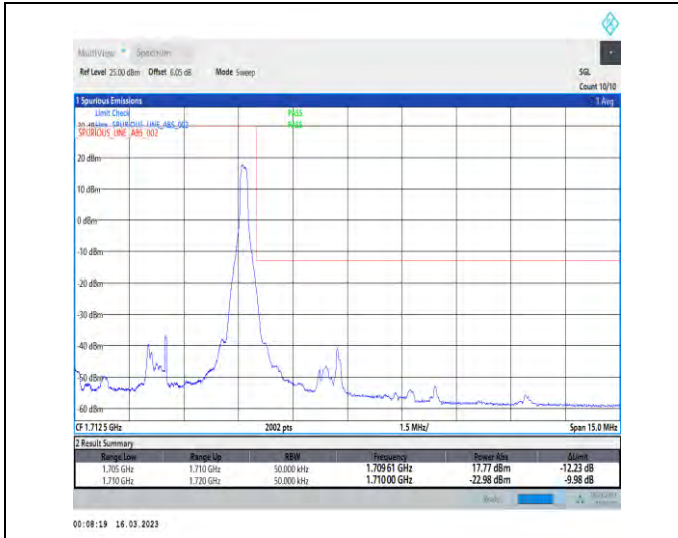 MultiView Spectrum
Ref Level 25.00 dBm Offset 6.05 dB Mode Sweep SGL
Count 10/10
1 Spurious Emissions 1 Avg
Limit Check PASS
Line SPURIOUS_LINE_ABS_002 PASS
SPURIOUS_LINE_ABS_002
20 dBm
10 dBm
0 dBm
-10 dBm
-20 dBm
-30 dBm
-40 dBm
-50 dBm
-60 dBm
CF 1.7125 GHz 2002 pts 1.5 MHz/ Span 15.0 MHz
2 Result Summary
Range Low Range Up RBW Frequency Power Abs ΔLimit
1.705 GHz 1.710 GHz 50.000 kHz 1.70961 GHz 17.77 dBm -12.23 dB
1.710 GHz 1.720 GHz 50.000 kHz 1.71000 GHz -22.98 dBm -9.98 dB
Ready
00:08:19 16.03.2023